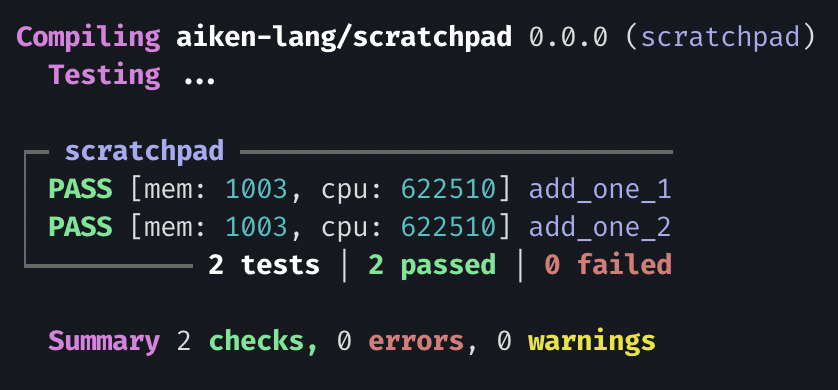 Compiling aiken-lang/scratchpad 0.0.0 (scratchpad)
Testing ...
scratchpad
PASS [mem: 1003, cpu: 622510] add_one_1
PASS [mem: 1003, cpu: 622510] add_one_2
2 tests | 2 passed | 0 failed
Summary 2 checks, 0 errors, 0 warnings